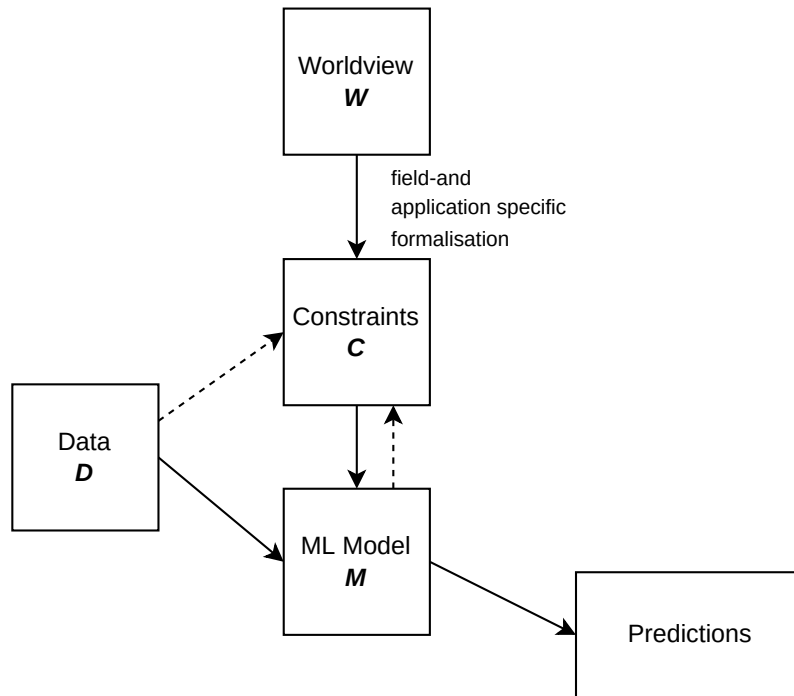 Worldview
W
field-and
application specific
formalisation
Constraints
C
Data
D
ML Model
M
Predictions